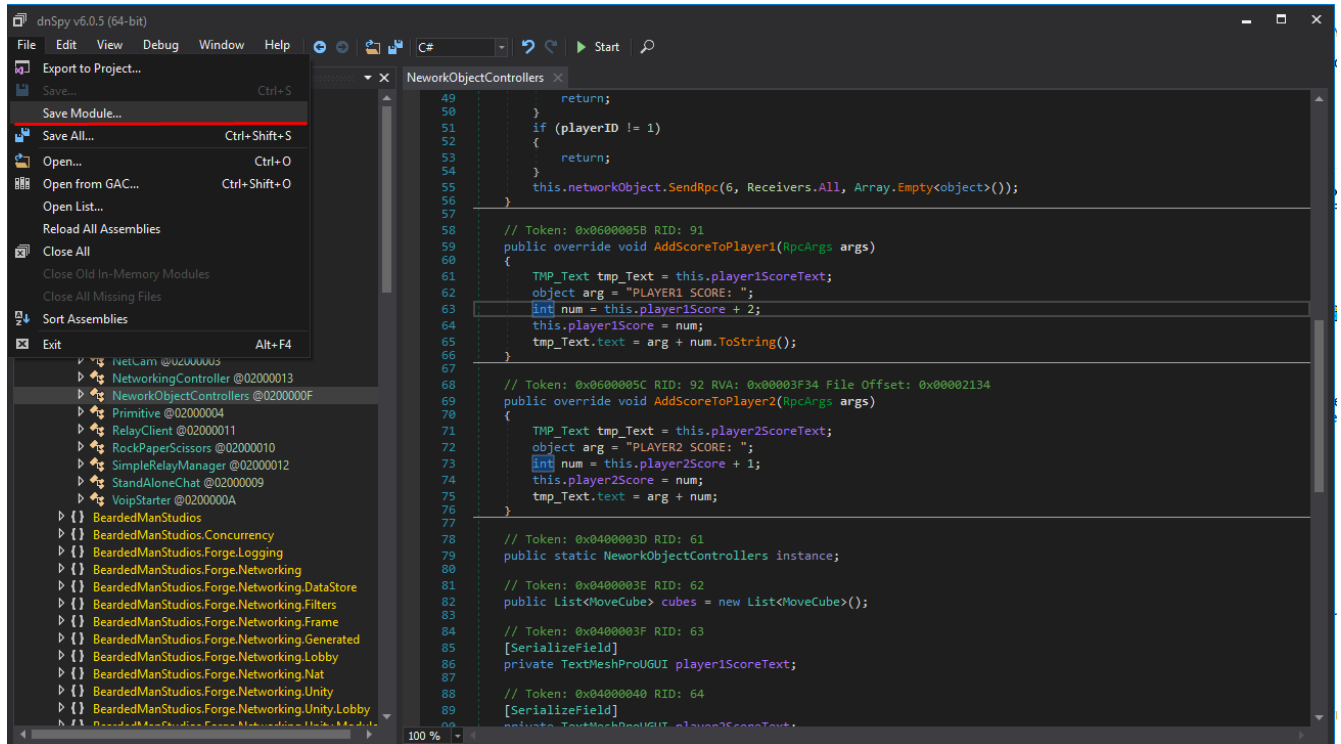 dnSpy v6.0.5 (64-bit)
File Edit View Debug Window Help C# Start
Export to Project...
Save... Ctrl+S
Save Module...
Save All... Ctrl+Shift+S
Open... Ctrl+O
Open from GAC... Ctrl+Shift+O
Open List...
Reload All Assemblies
Close All
Close Old In-Memory Modules
Close All Missing Files
Sort Assemblies
Exit Alt+F4
NetCam @02000003
NetworkingController @02000013
NeworkObjectControllers @0200000F
Primitive @02000004
RelayClient @02000011
RockPaperScissors @02000010
SimpleRelayManager @02000012
StandAloneChat @02000009
VoipStarter @0200000A
{ } BeardedManStudios
{ } BeardedManStudios.Concurrency
{ } BeardedManStudios.Forge.Logging
{ } BeardedManStudios.Forge.Networking
{ } BeardedManStudios.Forge.Networking.DataStore
{ } BeardedManStudios.Forge.Networking.Filters
{ } BeardedManStudios.Forge.Networking.Frame
{ } BeardedManStudios.Forge.Networking.Generated
{ } BeardedManStudios.Forge.Networking.Lobby
{ } BeardedManStudios.Forge.Networking.Nat
{ } BeardedManStudios.Forge.Networking.Unity
{ } BeardedManStudios.Forge.Networking.Unity.Lobby
NeworkObjectControllers
49 return;
50 }
51 if (playerID != 1)
52 {
53 return;
54 }
55 this.networkObject.SendRpc(6, Receivers.All, Array.Empty<object>());
56 }
57
58 // Token: 0x0600005B RID: 91
59 public override void AddScoreToPlayer1(RpcArgs args)
60 {
61 TMP_Text tmp_Text = this.player1ScoreText;
62 object arg = "PLAYER1 SCORE: ";
63 int num = this.player1Score + 2;
64 this.player1Score = num;
65 tmp_Text.text = arg + num.ToString();
66 }
67
68 // Token: 0x0600005C RID: 92 RVA: 0x00003F34 File Offset: 0x00002134
69 public override void AddScoreToPlayer2(RpcArgs args)
70 {
71 TMP_Text tmp_Text = this.player2ScoreText;
72 object arg = "PLAYER2 SCORE: ";
73 int num = this.player2Score + 1;
74 this.player2Score = num;
75 tmp_Text.text = arg + num;
76 }
77
78 // Token: 0x0400003D RID: 61
79 public static NeworkObjectControllers instance;
80
81 // Token: 0x0400003E RID: 62
82 public List<MoveCube> cubes = new List<MoveCube>();
83
84 // Token: 0x0400003F RID: 63
85 [SerializeField]
86 private TextMeshProUGUI player1ScoreText;
87
88 // Token: 0x04000040 RID: 64
89 [SerializeField]
90 private TextMeshProUGUI player2ScoreText;
100 %